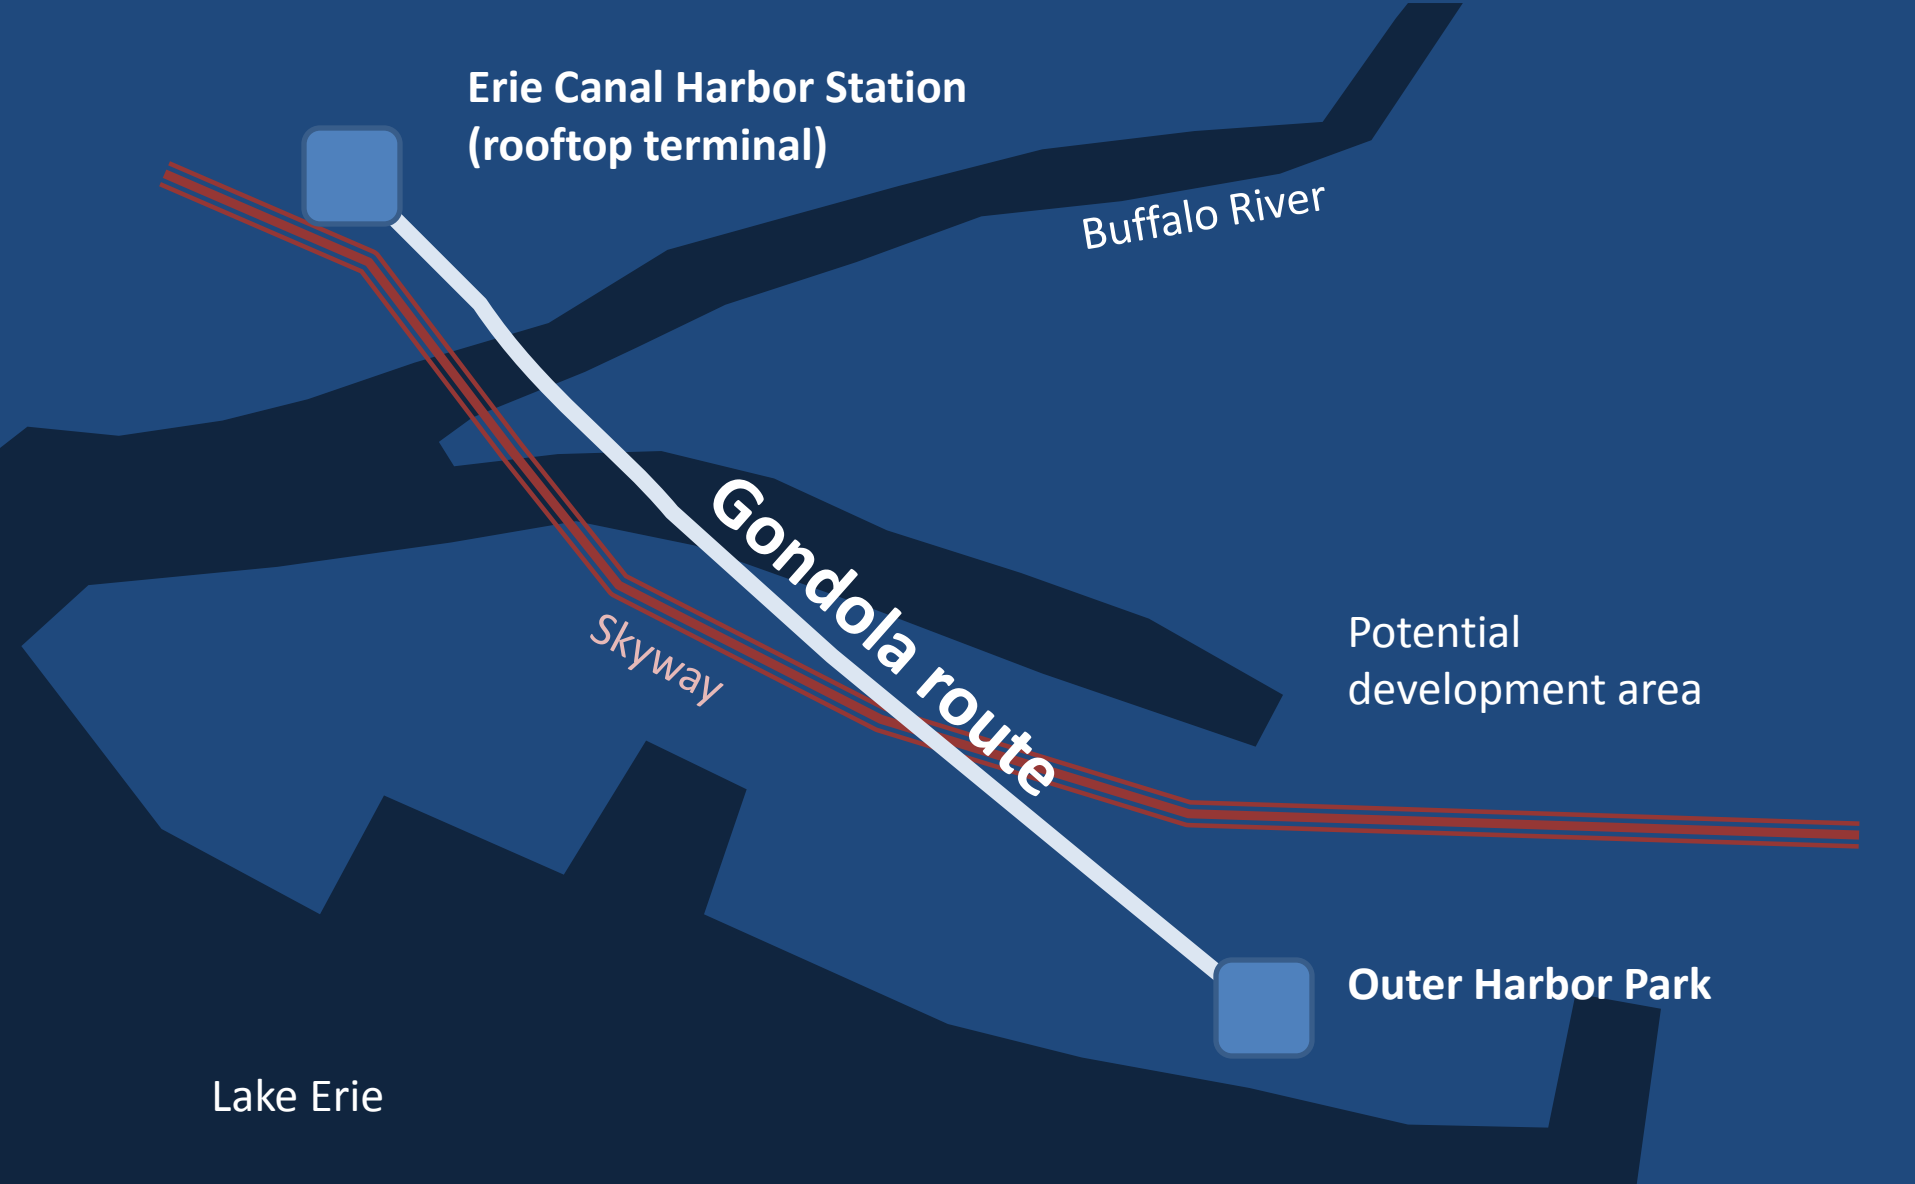 Erie Canal Harbor Station
(rooftop terminal)
Buffalo River
Gondola route
Skyway
Potential
development area
Outer Harbor Park
Lake Erie